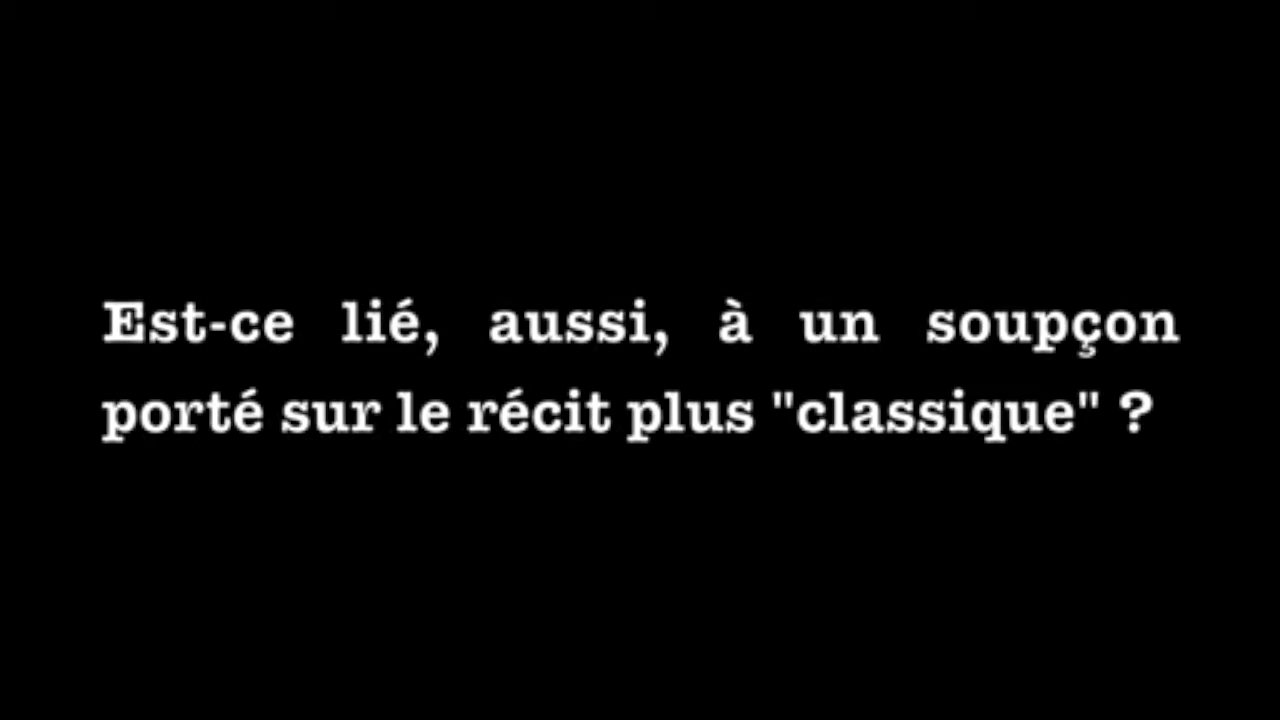 Est-ce lié, aussi, à un soupçon
porté sur le récit plus "classique" ?